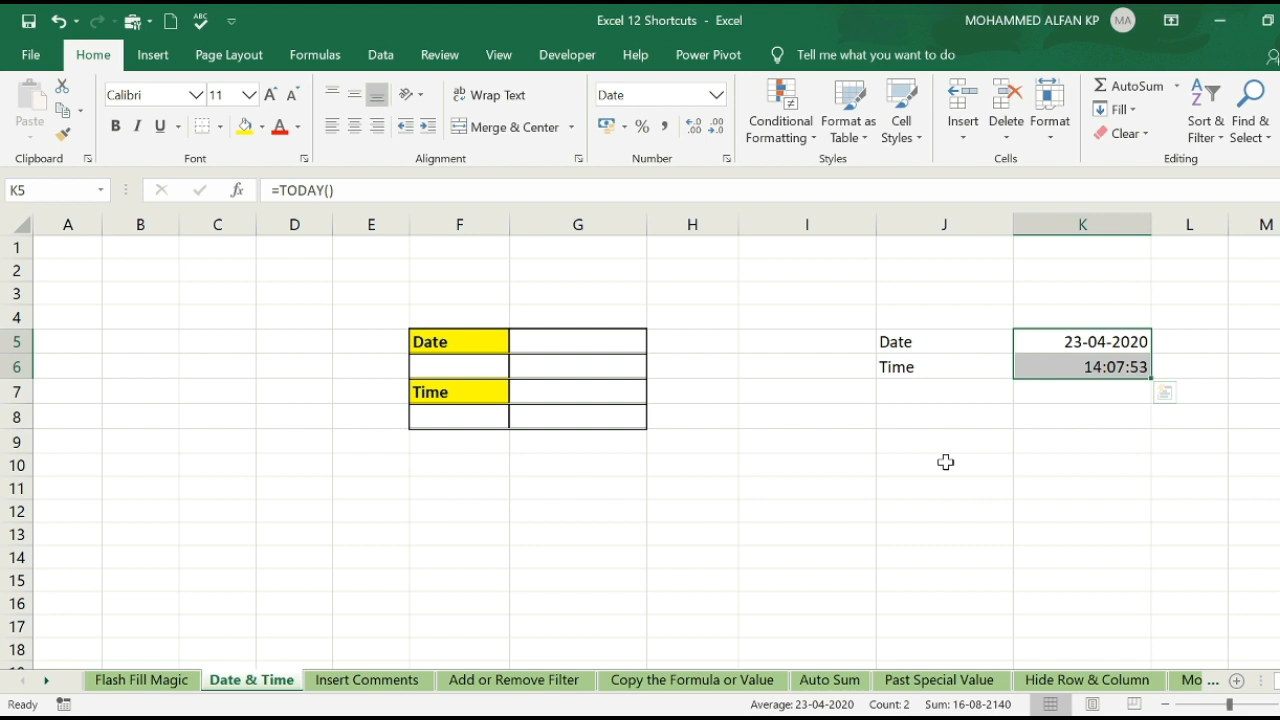 Excel 12 Shortcuts - Excel
MOHAMMED ALFAN KP MA
File Home Insert Page Layout Formulas Data Review View Developer Help Power Pivot Tell me what you want to do
Paste
Clipboard
Calibri 11
B I U A
Font
Wrap Text
Merge & Center
Alignment
Date
Number
Conditional Formatting
Format as Table
Cell Styles
Styles
Insert Delete Format
Cells
AutoSum
Fill
Clear
Sort & Filter
Find & Select
Editing
K5 fx =TODAY()
A B C D E F G H I J K L M
1
2
3
4
5 Date Date 23-04-2020
6 Time 14:07:53
7 Time
8
9
10
11
12
13
14
15
16
17
18
Flash Fill Magic Date & Time Insert Comments Add or Remove Filter Copy the Formula or Value Auto Sum Past Special Value Hide Row & Column Mo ...
Ready Average: 23-04-2020 Count: 2 Sum: 16-08-2140